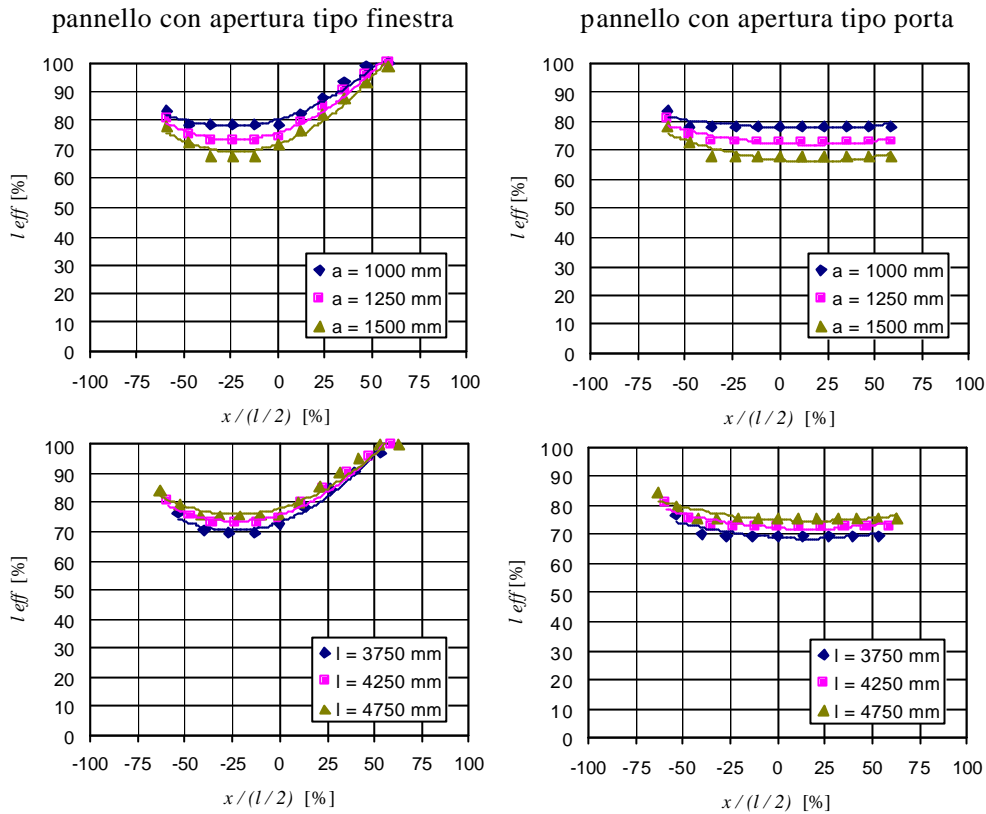 pannello con apertura tipo finestra
pannello con apertura tipo porta
100
90
80
70
60
50
40
30
20
10
0
l eff [%]
a = 1000 mm
a = 1250 mm
a = 1500 mm
-100 -75 -50 -25 0 25 50 75 100
x / (l / 2) [%]
100
90
80
70
60
50
40
30
20
10
0
l eff [%]
a = 1000 mm
a = 1250 mm
a = 1500 mm
-100 -75 -50 -25 0 25 50 75 100
x / (l / 2) [%]
100
90
80
70
60
50
40
30
20
10
0
l eff [%]
l = 3750 mm
l = 4250 mm
l = 4750 mm
-100 -75 -50 -25 0 25 50 75 100
x / (l / 2) [%]
100
90
80
70
60
50
40
30
20
10
0
l eff [%]
l = 3750 mm
l = 4250 mm
l = 4750 mm
-100 -75 -50 -25 0 25 50 75 100
x / (l / 2) [%]